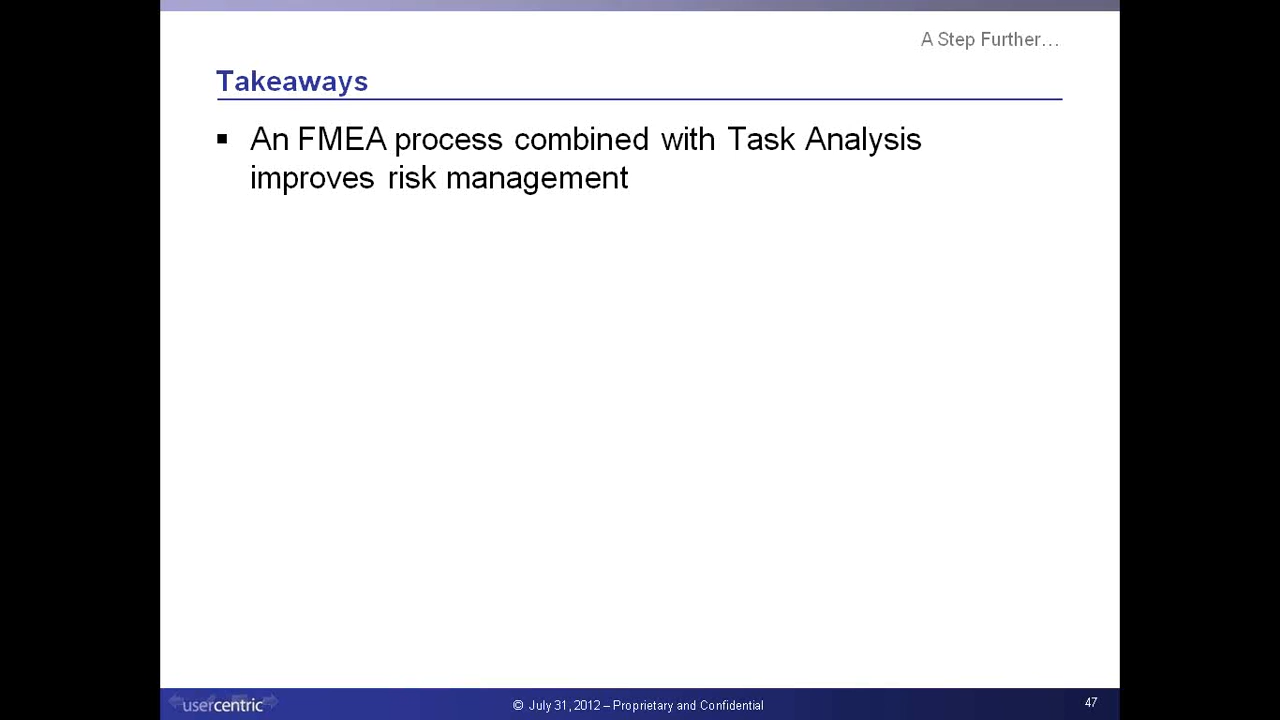 A Step Further…
Takeaways
▪ An FMEA process combined with Task Analysis
improves risk management
usercentric
© July 31, 2012 – Proprietary and Confidential
47